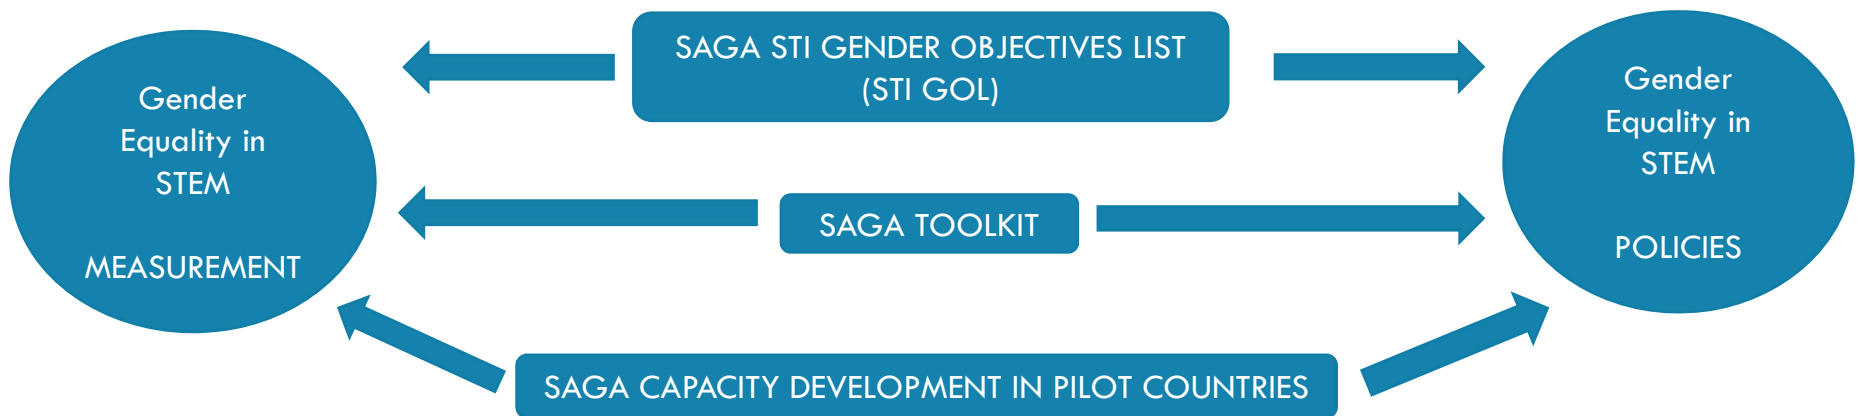 Gender
Equality in
STEM
MEASUREMENT
SAGA STI GENDER OBJECTIVES LIST
(STI GOL)
SAGA TOOLKIT
SAGA CAPACITY DEVELOPMENT IN PILOT COUNTRIES
Gender
Equality in
STEM
POLICIES